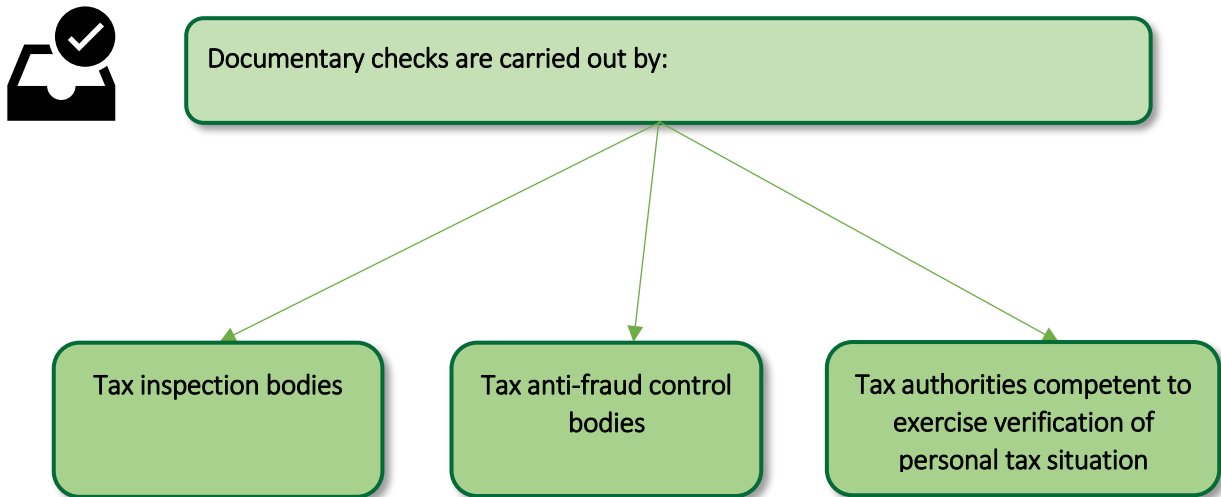 Documentary checks are carried out by:
Tax inspection bodies
Tax anti-fraud control
bodies
Tax authorities competent to
exercise verification of
personal tax situation